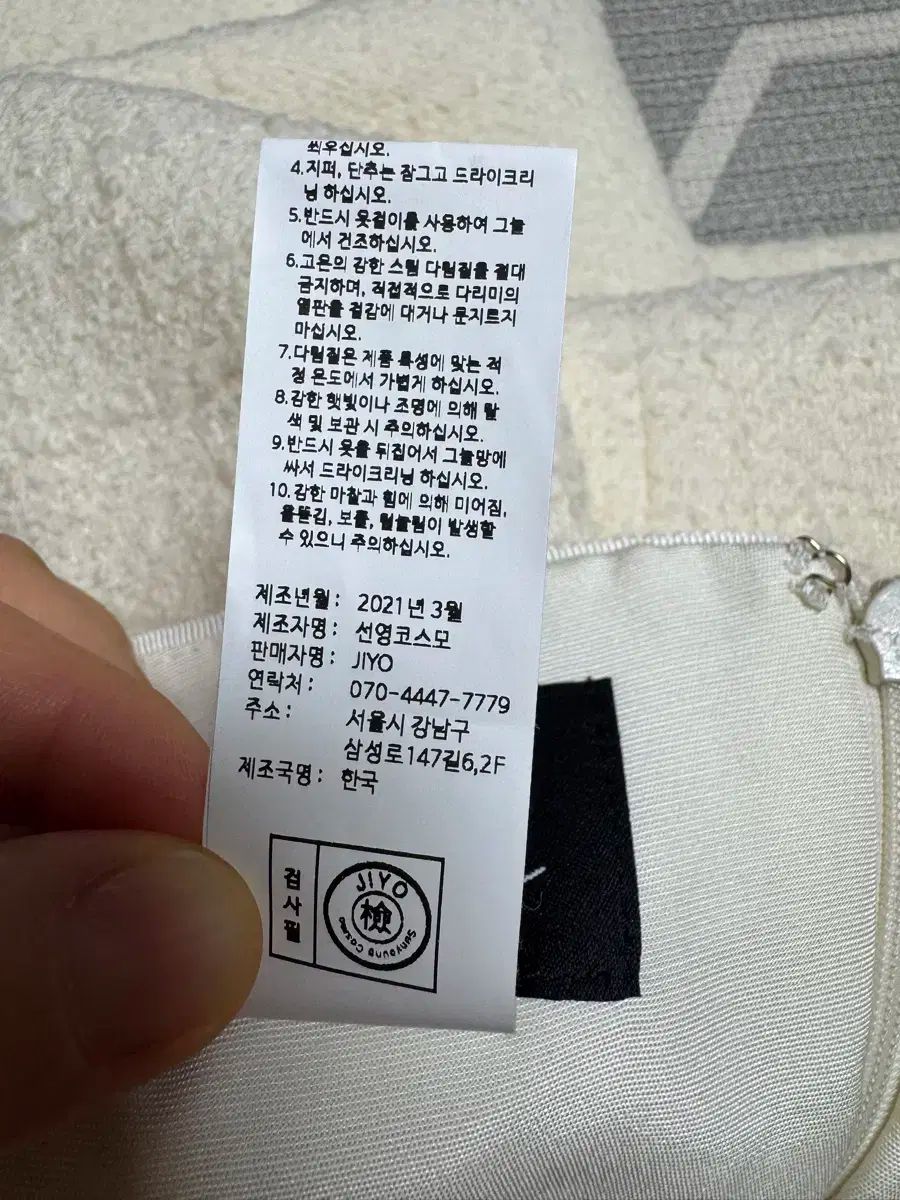 씌우십시오.
4.지퍼, 단추는 잠그고 드라이크리
닝 하십시오.
5.반드시 옷걸이를 사용하여 그늘
에서 건조하십시오.
6.고온의 강한 스팀 다림질을 절대
금지하며, 직접적으로 다리미의
열판을 겉감에 대거나 문지르지
마십시오.
7.다림질은 제품 특성에 맞는 적
정 온도에서 가볍게 하십시오.
8.강한 햇빛이나 조명에 의해 탈
색 및 보관 시 주의하십시오.
9.반드시 옷을 뒤집어서 그늘망에
싸서 드라이크리닝 하십시오.
10.강한 마찰과 힘에 의해 미어짐,
올뜯김, 보풀, 털눌림이 발생할
수 있으니 주의하십시오.
제조년월: 2021년 3월
제조자명: 선영코스모
판매자명: JIYO
연락처: 070-4447-7779
주소: 서울시 강남구
삼성로147길6,2F
제조국명: 한국
검사필
JIYO
檢
Sunyoung Cosmo